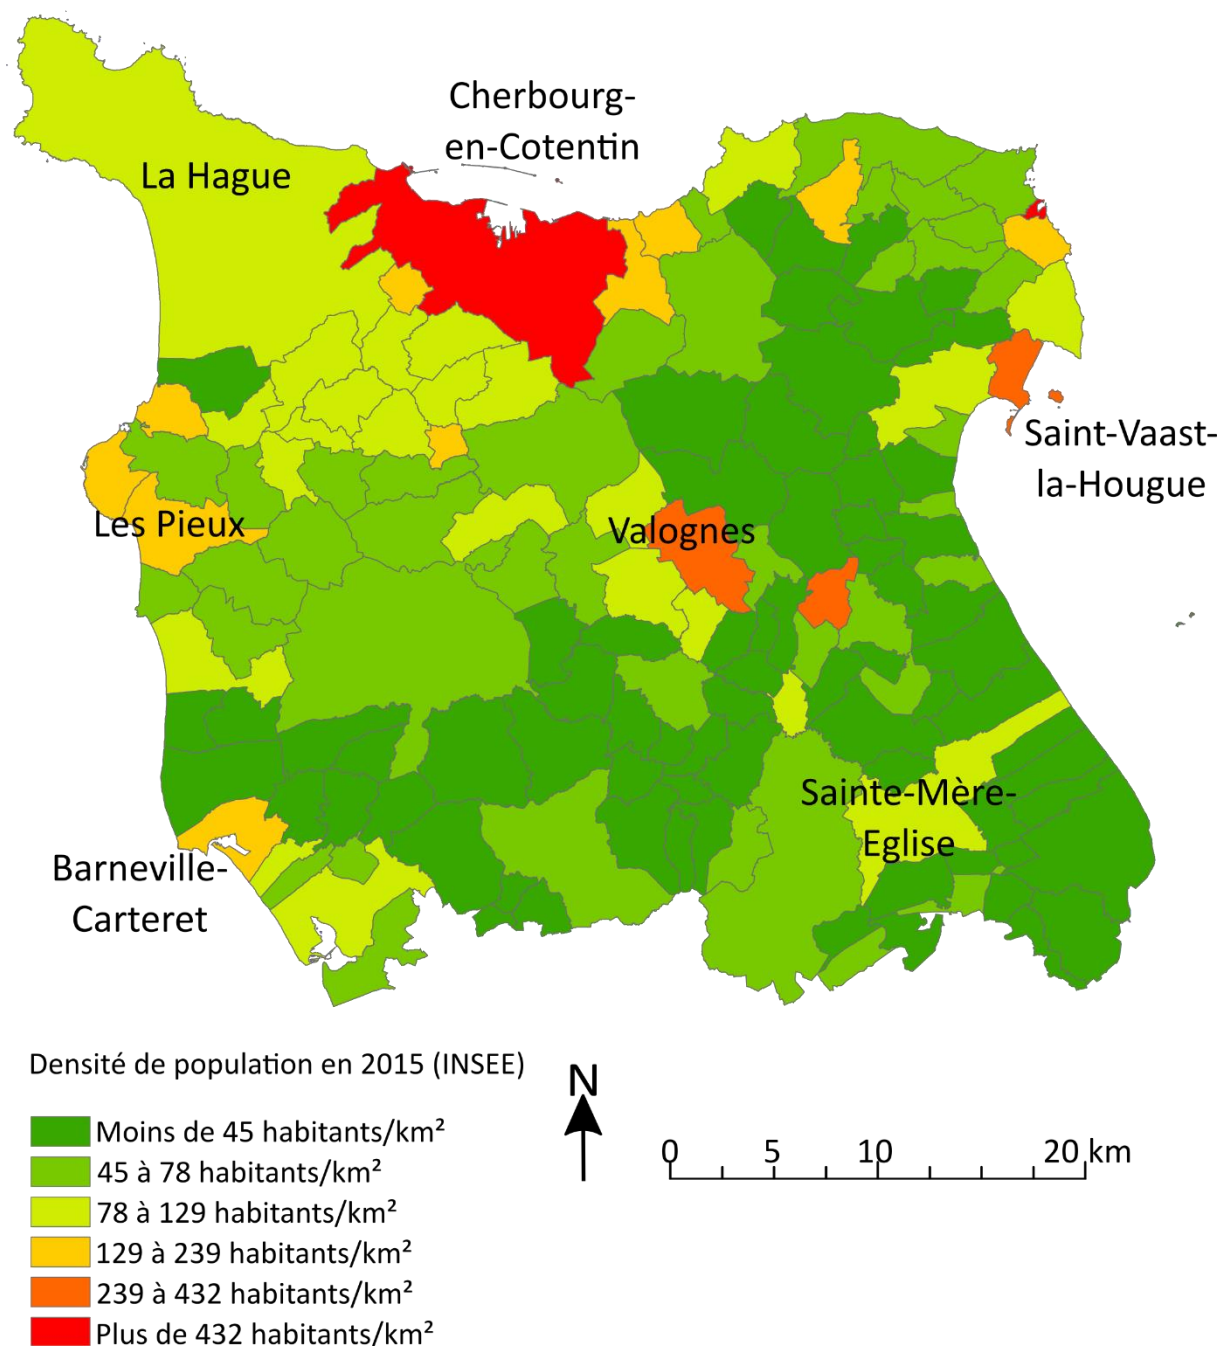 Cherbourg-
en-Cotentin
La Hague
Saint-Vaast-
la-Hougue
Les Pieux
Valognes
Sainte-Mère-
Eglise
Barneville-
Carteret
Densité de population en 2015 (INSEE)
Moins de 45 habitants/km²
45 à 78 habitants/km²
78 à 129 habitants/km²
129 à 239 habitants/km²
239 à 432 habitants/km²
Plus de 432 habitants/km²
N
0 5 10 20 km